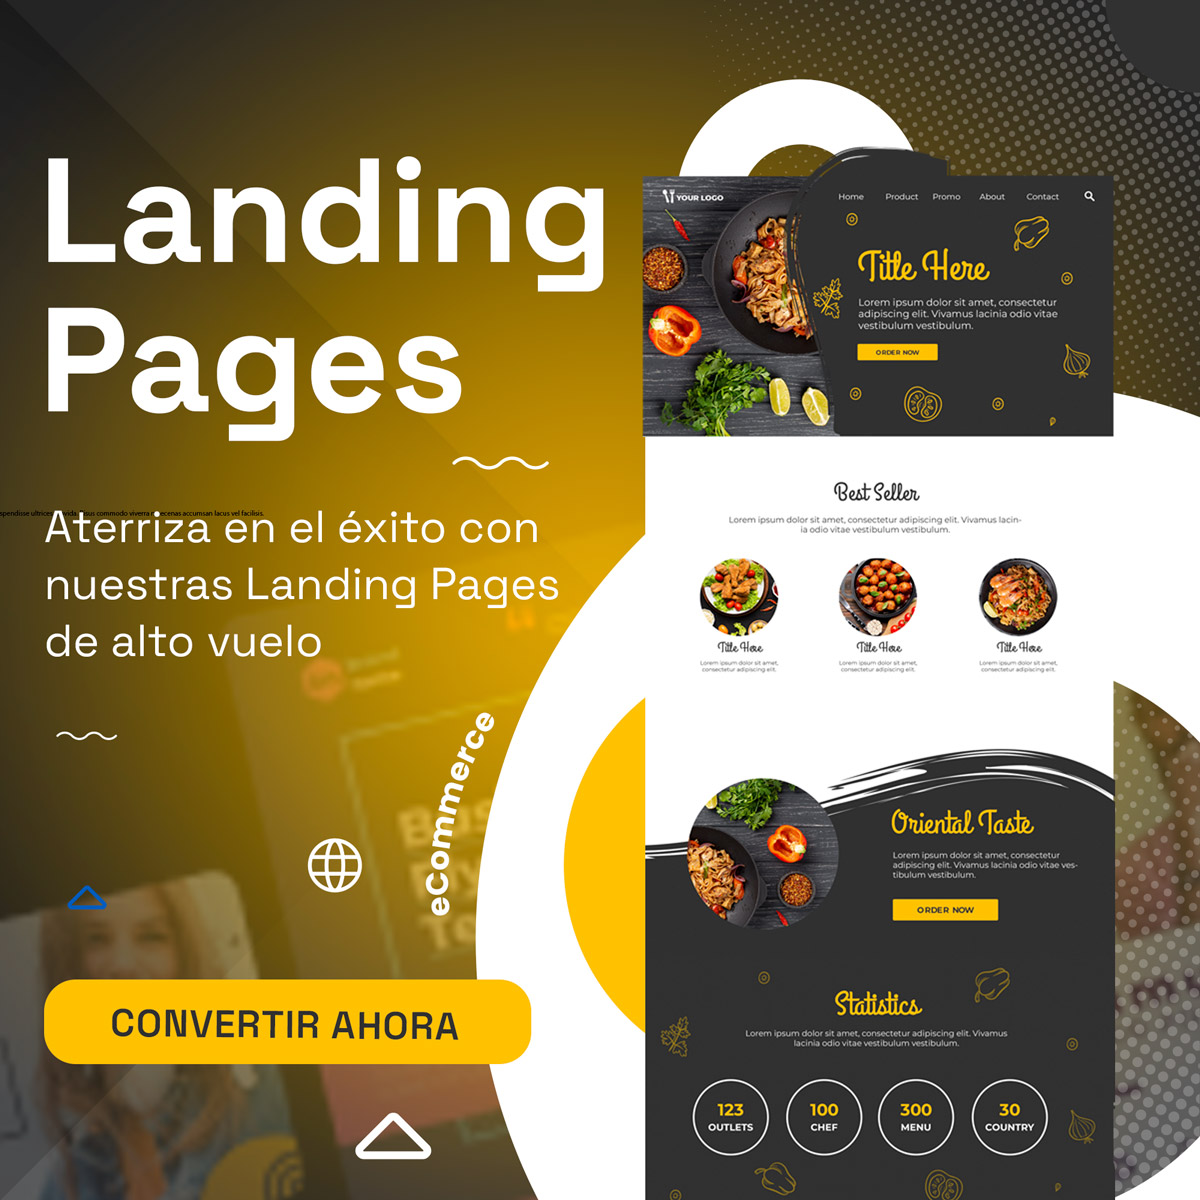 Landing
Pages
spendisse ultrices
risus commodo viverra
accumsan lacus vel facilisis.
Aterriza en el éxito con
nuestras Landing Pages
de alto vuelo
eCommerce
CONVERTIR AHORA
YOUR LOGO
Home Product Promo About Contact
Title Here
Lorem ipsum dolor sit amet, consectetur
adipiscing elit. Vivamus lacinia odio vitae
vestibulum vestibulum.
ORDER NOW
Best Seller
Lorem ipsum dolor sit amet, consectetur adipiscing elit. Vivamus lacin-
ia odio vitae vestibulum vestibulum.
Title Here
Lorem ipsum dolor sit amet,
consectetur adipiscing elit.
Title Here
Lorem ipsum dolor sit amet,
consectetur adipiscing elit.
Title Here
Lorem ipsum dolor sit amet,
consectetur adipiscing elit.
Oriental Taste
Lorem ipsum dolor sit amet, consectetur
adipiscing elit. Vivamus lacinia odio vitae ves-
tibulum vestibulum.
ORDER NOW
Statistics
Lorem ipsum dolor sit amet, consectetur adipiscing elit. Vivamus
lacinia odio vitae vestibulum vestibulum.
123
OUTLETS
100
CHEF
300
MENU
30
COUNTRY